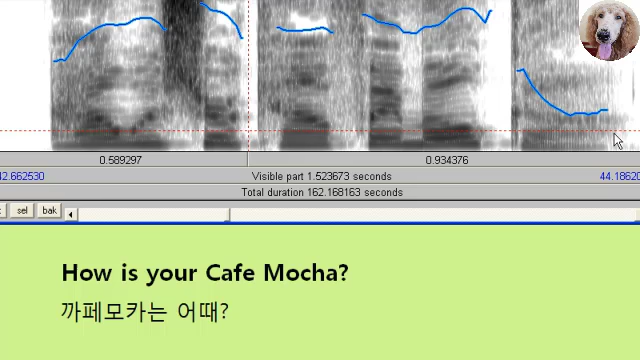 0.589297 0.934376
42.662530 Visible part 1.523673 seconds 44.18620
Total duration 162.168163 seconds
sel bak
How is your Cafe Mocha?
까페모카는 어때?